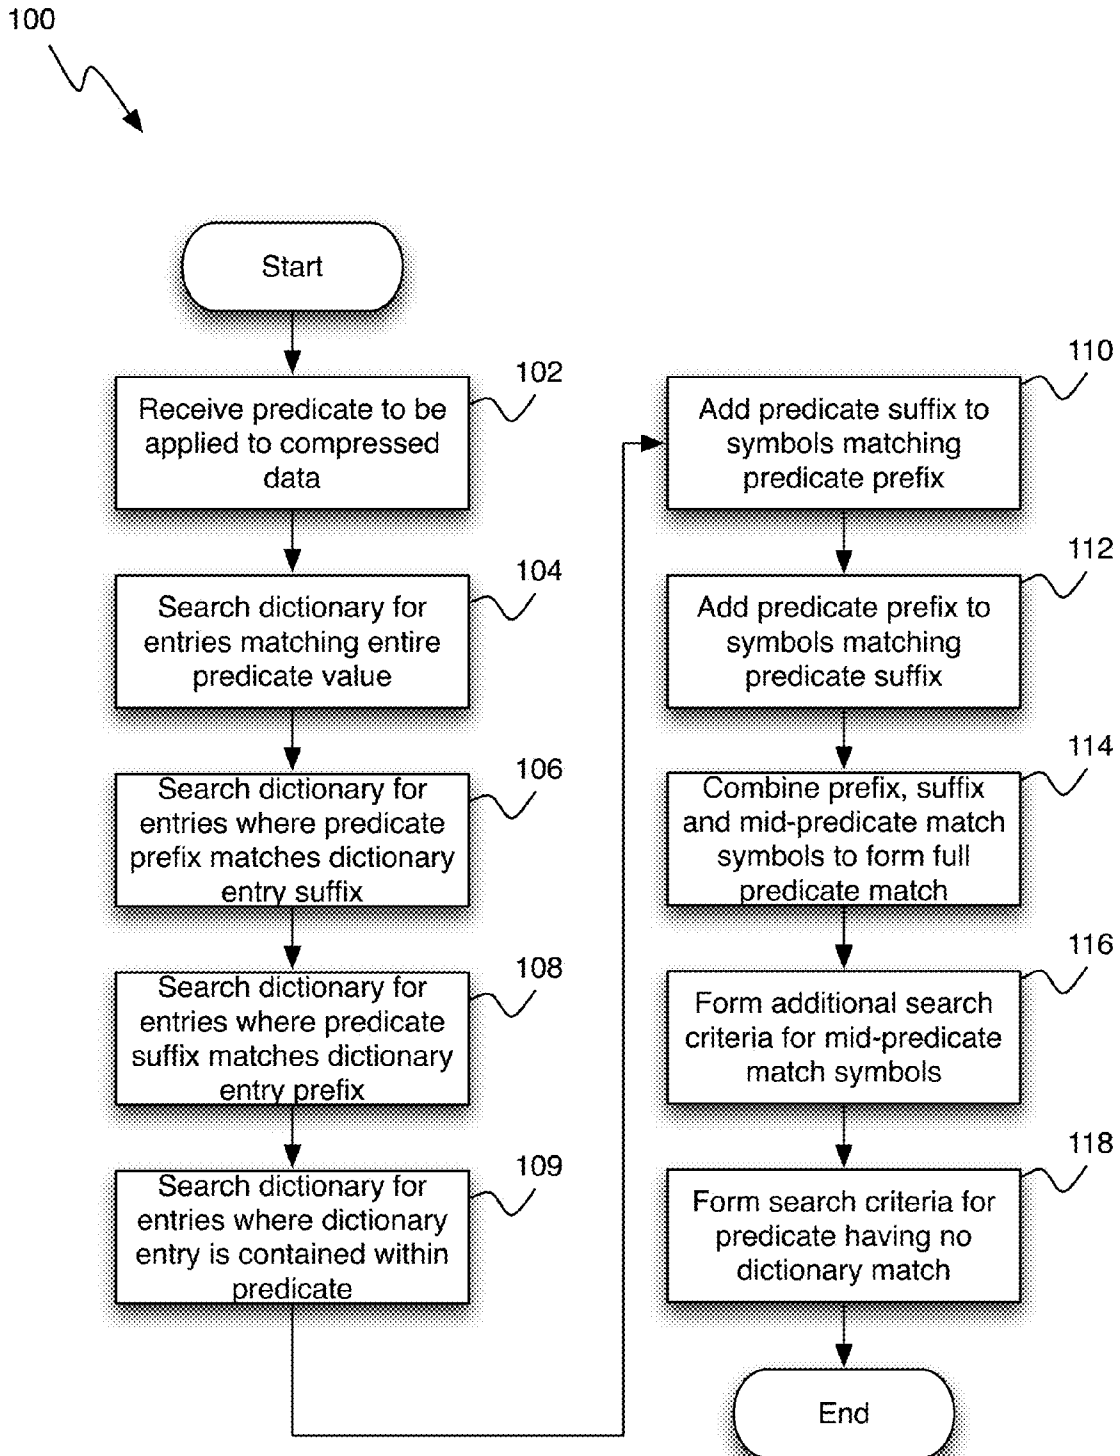 100
Start
102
Receive predicate to be
applied to compressed
data
104
Search dictionary for
entries matching entire
predicate value
106
Search dictionary for
entries where predicate
prefix matches dictionary
entry suffix
108
Search dictionary for
entries where predicate
suffix matches dictionary
entry prefix
109
Search dictionary for
entries where dictionary
entry is contained within
predicate
110
Add predicate suffix to
symbols matching
predicate prefix
112
Add predicate prefix to
symbols matching
predicate suffix
114
Combine prefix, suffix
and mid-predicate match
symbols to form full
predicate match
116
Form additional search
criteria for mid-predicate
match symbols
118
Form search criteria for
predicate having no
dictionary match
End